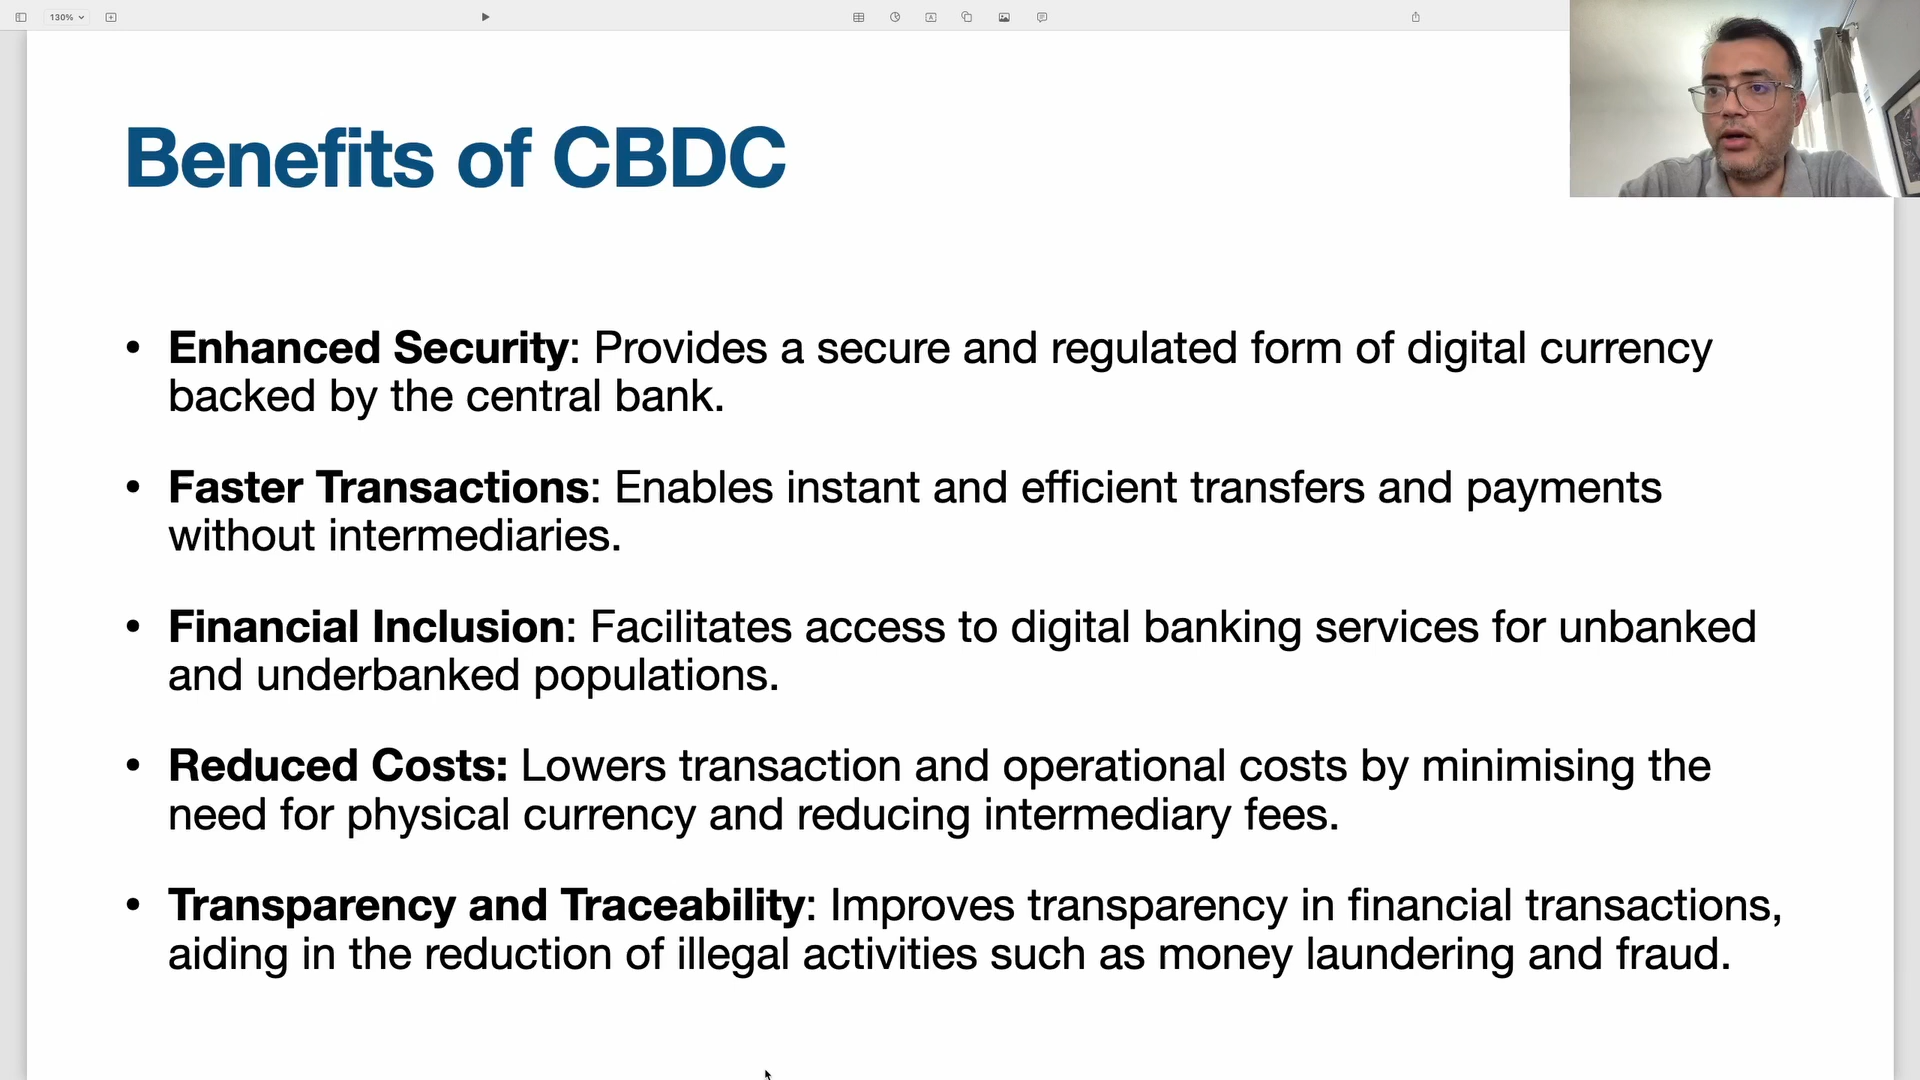 130%
Benefits of CBDC
• Enhanced Security: Provides a secure and regulated form of digital currency
backed by the central bank.
• Faster Transactions: Enables instant and efficient transfers and payments
without intermediaries.
• Financial Inclusion: Facilitates access to digital banking services for unbanked
and underbanked populations.
• Reduced Costs: Lowers transaction and operational costs by minimising the
need for physical currency and reducing intermediary fees.
• Transparency and Traceability: Improves transparency in financial transactions,
aiding in the reduction of illegal activities such as money laundering and fraud.